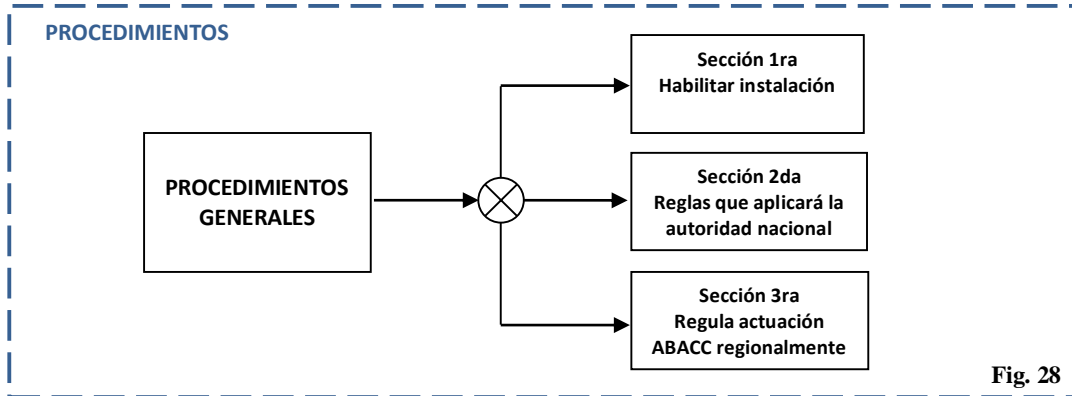 PROCEDIMIENTOS
Sección 1ra
Habilitar instalación
PROCEDIMIENTOS
GENERALES
Sección 2da
Reglas que aplicará la
autoridad nacional
Sección 3ra
Regula actuación
ABACC regionalmente
Fig. 28